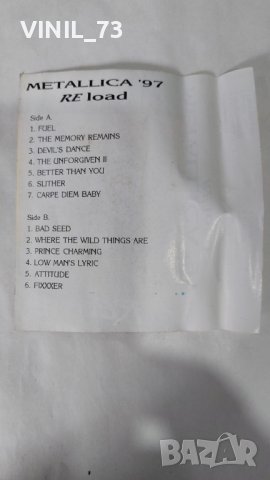 VINIL_73
METALLICA '97
RE load
Side A
1. FUEL
2. THE MEMORY REMAINS
3. DEVIL'S DANCE
4. THE UNFORGIVEN II
5. BETTER THAN YOU
6. SLITHER
7. CARPE DIEM BABY
Side B
1. BAD SEED
2. WHERE THE WILD THINGS ARE
3. PRINCE CHARMING
4. LOW MAN'S LYRIC
5. ATTITUDE
6. FIXXXER
bazar